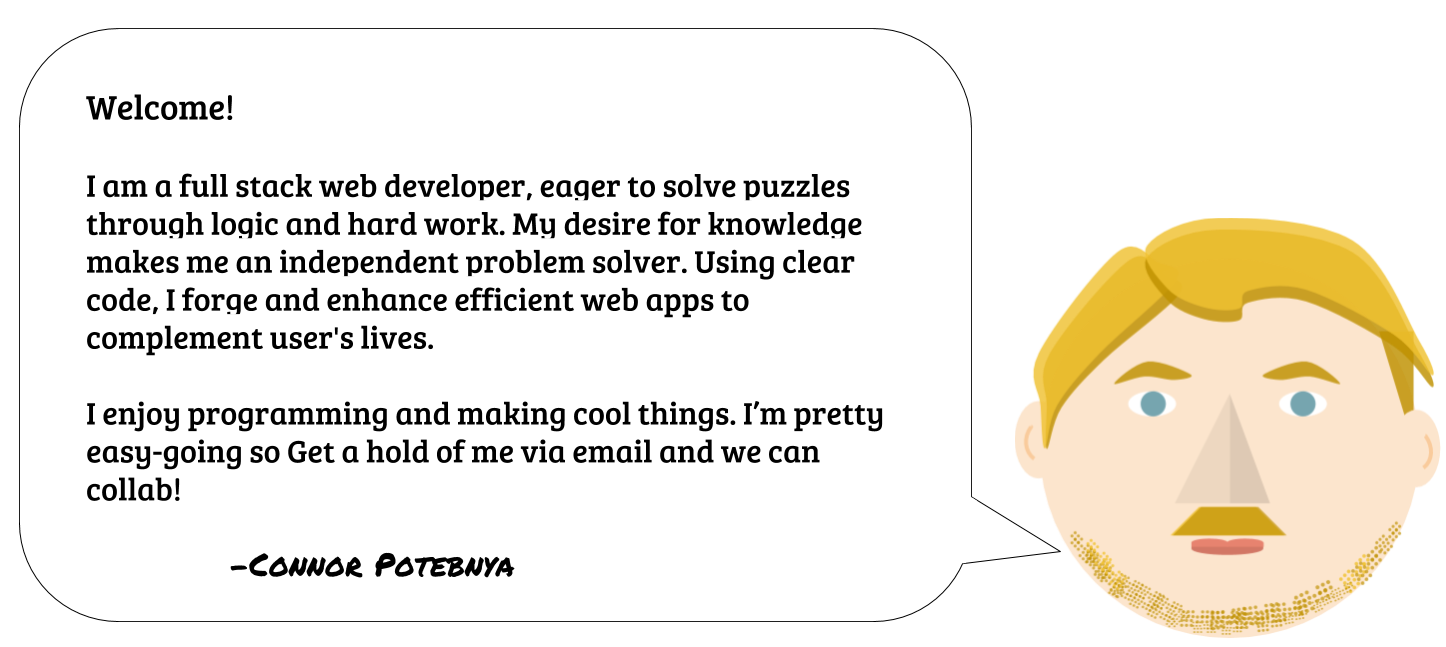 Welcome!
I am a full stack web developer, eager to solve puzzles
through logic and hard work. My desire for knowledge
makes me an independent problem solver. Using clear
code, I forge and enhance efficient web apps to
complement user's lives.
I enjoy programming and making cool things. I’m pretty
easy-going so Get a hold of me via email and we can
collab!
-Connor Potebnya